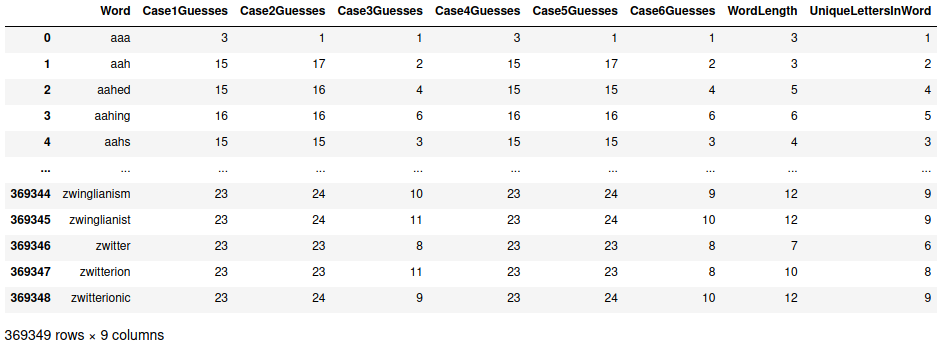 Word Case1Guesses Case2Guesses Case3Guesses Case4Guesses Case5Guesses Case6Guesses WordLength UniqueLettersInWord
0 aaa 3 1 1 3 1 1 3 1
1 aah 15 17 2 15 17 2 3 2
2 aahed 15 16 4 15 15 4 5 4
3 aahing 16 16 6 16 16 6 6 5
4 aahs 15 15 3 15 15 3 4 3
... ... ... ... ... ... ... ... ... ...
369344 zwinglianism 23 24 10 23 24 9 12 9
369345 zwinglianist 23 24 11 23 24 10 12 9
369346 zwitter 23 23 8 23 23 8 7 6
369347 zwitterion 23 23 11 23 23 8 10 8
369348 zwitterionic 23 24 9 23 24 10 12 9
369349 rows × 9 columns